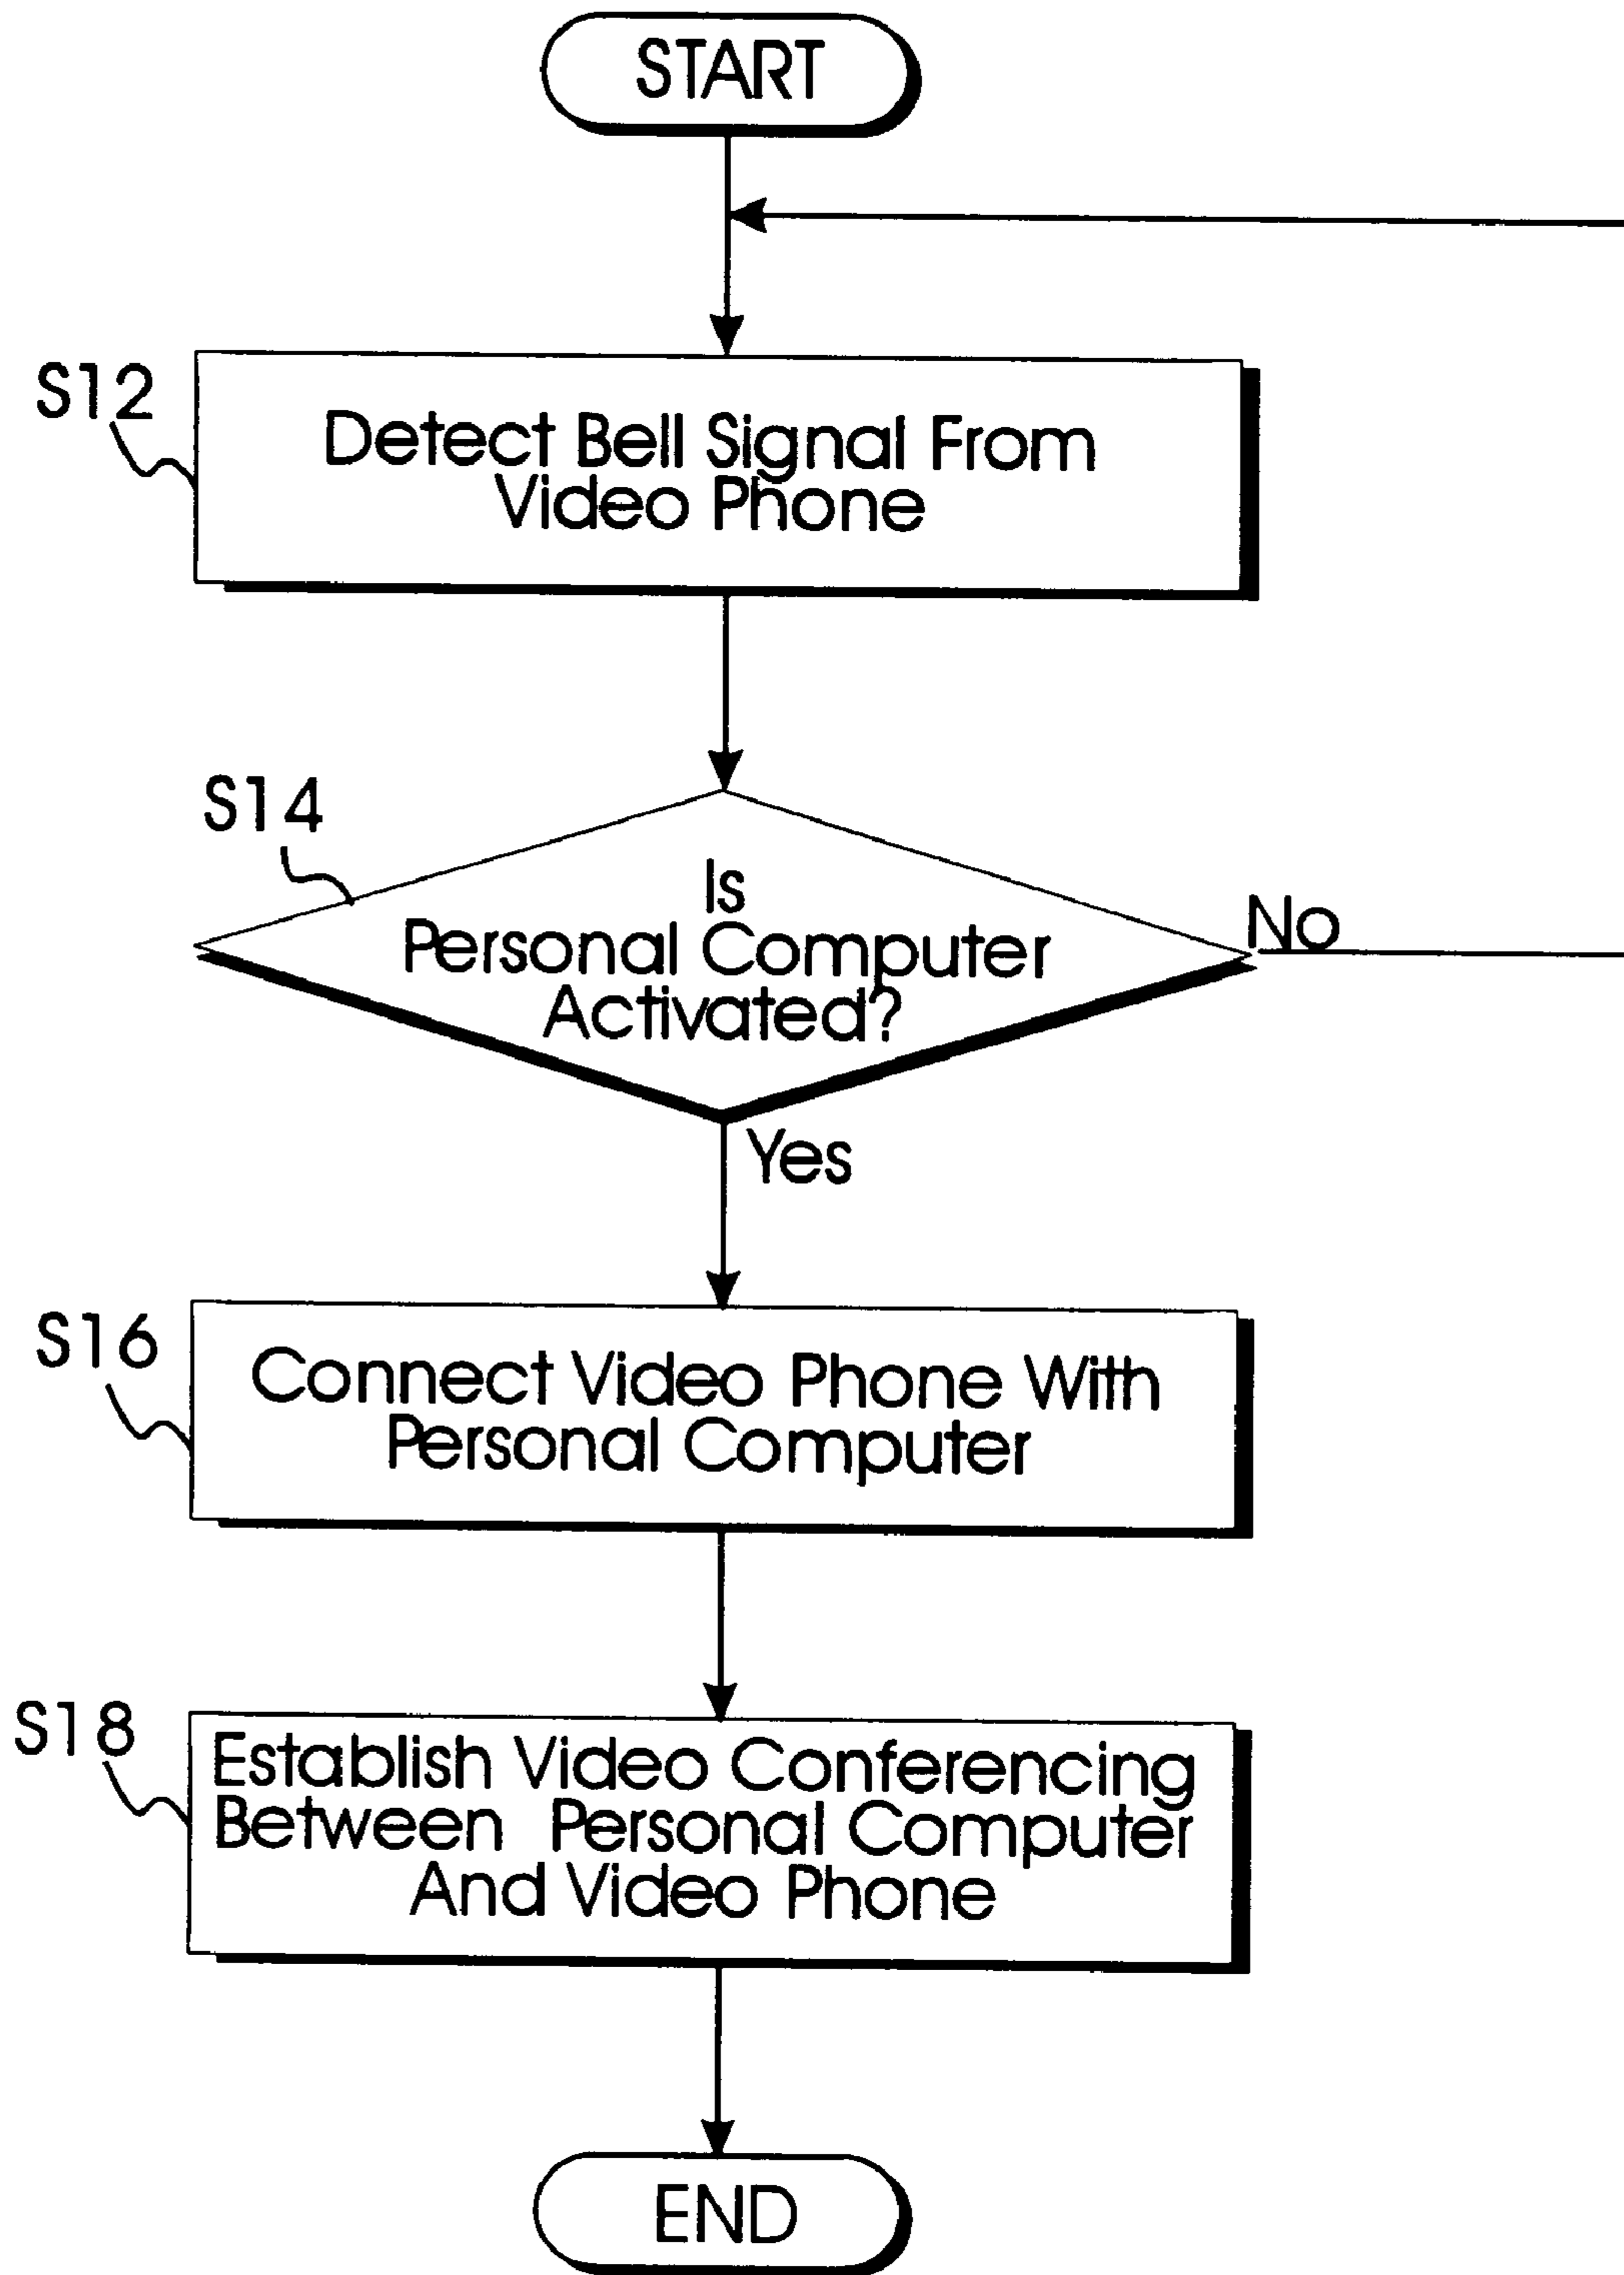 START
S12
Detect Bell Signal From
Video Phone
S14
Is
Personal Computer
Activated?
No
Yes
S16
Connect Video Phone With
Personal Computer
S18
Establish Video Conferencing
Between Personal Computer
And Video Phone
END